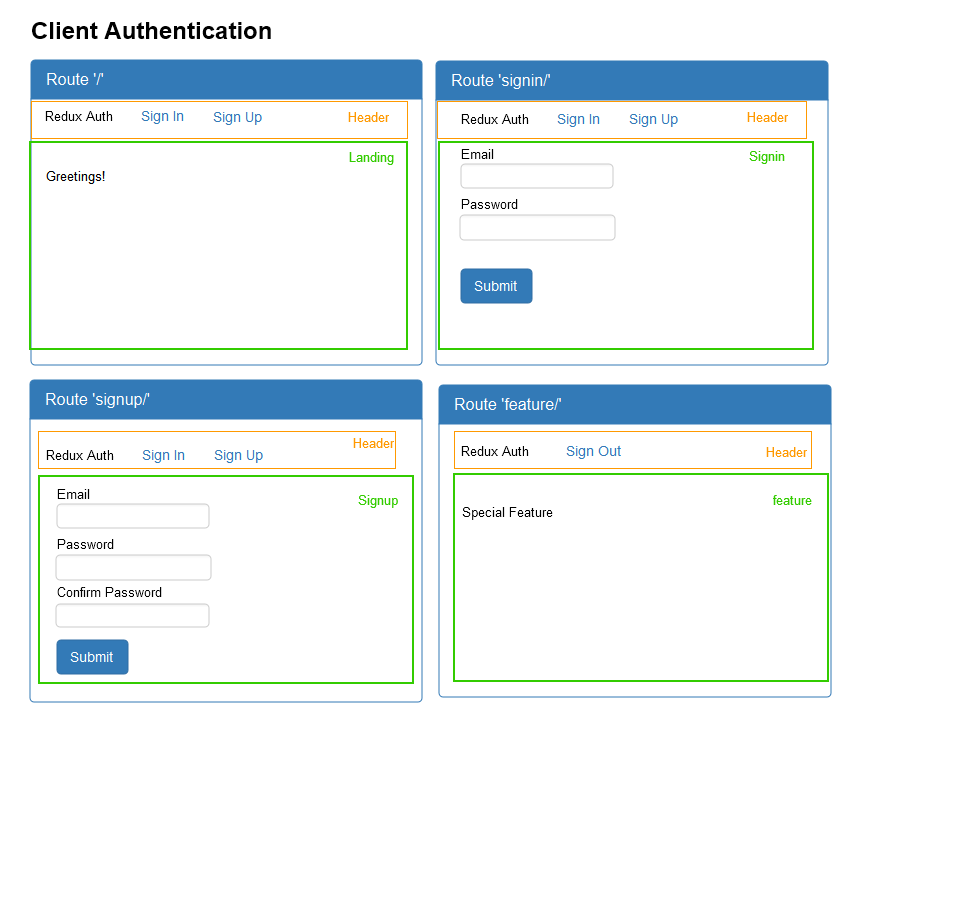 Client Authentication
Route '/'
Redux Auth Sign In Sign Up Header
Landing
Greetings!
Route 'signin/'
Redux Auth Sign In Sign Up Header
Email Signin
Password
Submit
Route 'signup/'
Header
Redux Auth Sign In Sign Up
Email
Signup
Password
Confirm Password
Submit
Route 'feature/'
Redux Auth Sign Out Header
feature
Special Feature